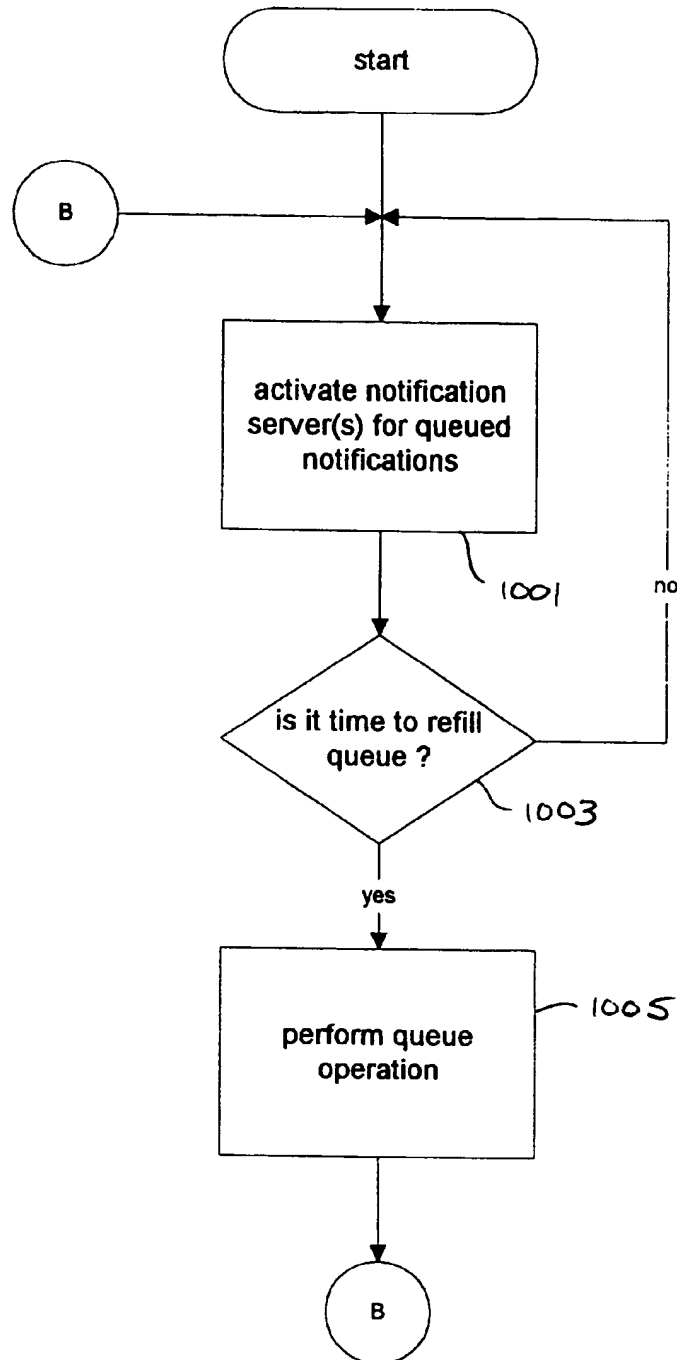 start
B
activate notification
server(s) for queued
notifications
1001
no
is it time to refill
queue ?
1003
yes
1005
perform queue
operation
B